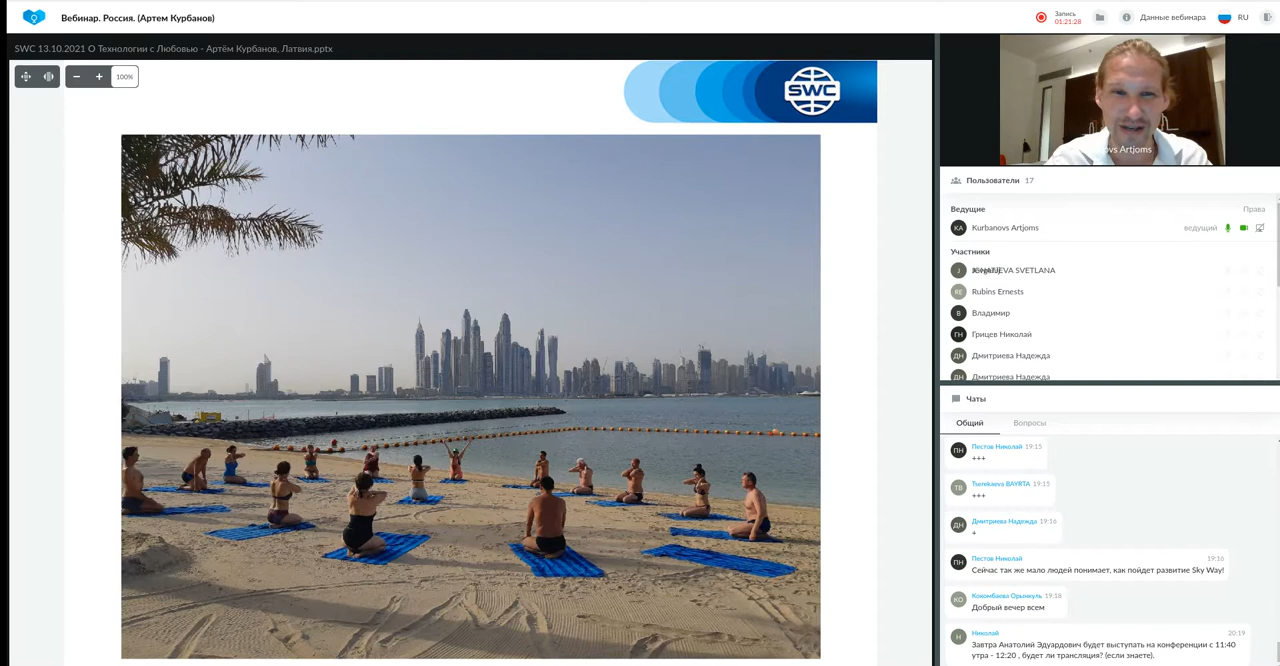 Вебинар. Россия. (Артем Курбанов)
Запись
01:21:28
Данные вебинара
RU
SWC 13.10.2021 О Технологии с Любовью - Артём Курбанов, Латвия.pptx
100%
SWC
ovs Artjoms
Пользователи 17
Ведущие
Права
KA Kurbanovs Artjoms ведущий
Участники
J SVETLANA
RE Rubins Ernests
В Владимир
ГН Грицев Николай
ДН Дмитриева Надежда
ДН Дмитриева Надежда
Чаты
Общий Вопросы
ПН Пестов Николай 19:15
+++
TB Tserekaeva BAYRTA 19:15
+++
ДН Дмитриева Надежда 19:16
+
ПН Пестов Николай 19:16
Сейчас так же мало людей понимает, как пойдет развитие Sky Way!
КО Кокомбаева Орынкуль 19:18
Добрый вечер всем
Н Николай 20:19
Завтра Анатолий Эдуардович будет выступать на конференции с 11:40
утра - 12:20 , будет ли трансляция? (если знаете).